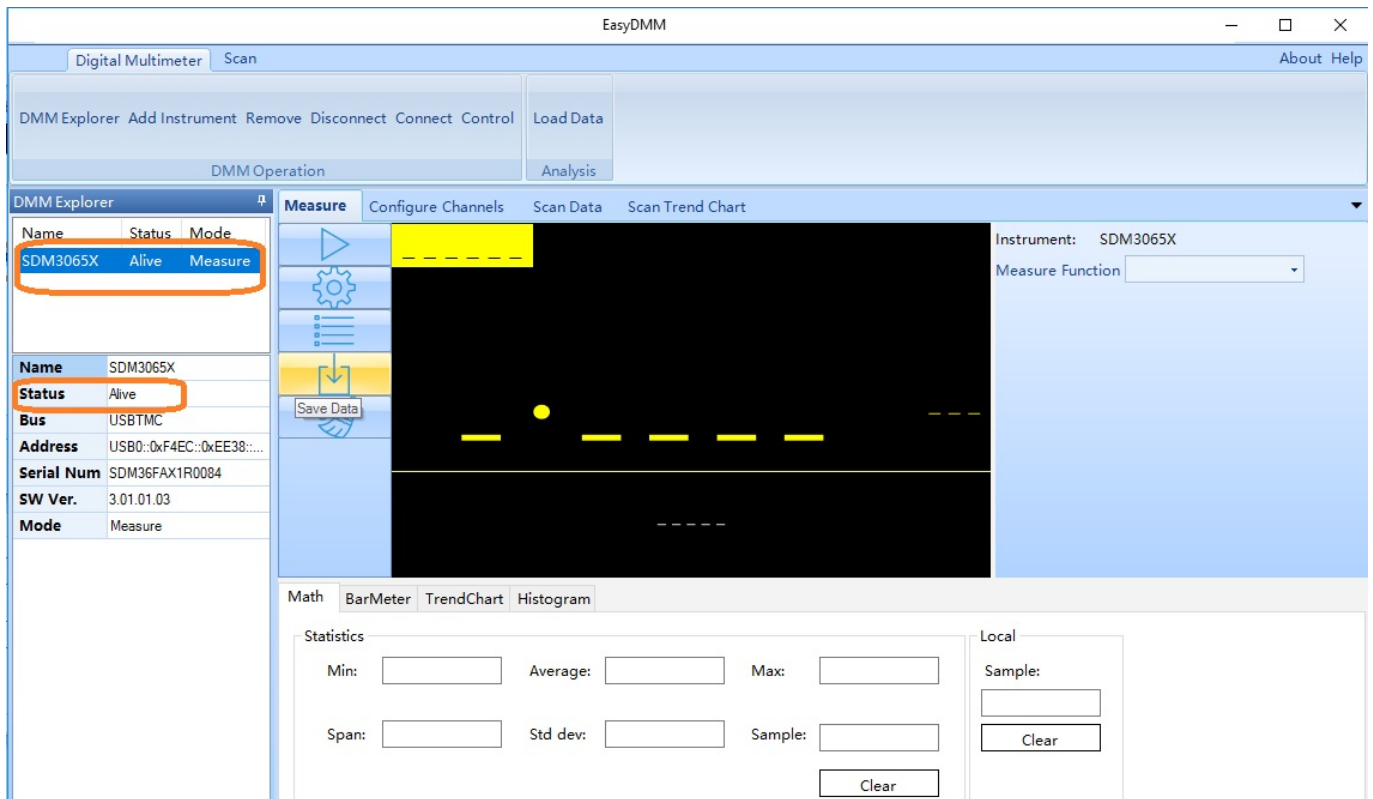 EasyDMM
Digital Multimeter Scan About Help
DMM Explorer Add Instrument Remove Disconnect Connect Control Load Data
DMM Operation Analysis
DMM Explorer
Name Status Mode
SDM3065X Alive Measure
Name SDM3065X
Status Alive
Bus USBTMC
Address USB0::0xF4EC::0xEE38::...
Serial Num SDM36FAX1R0084
SW Ver. 3.01.01.03
Mode Measure
Measure Configure Channels Scan Data Scan Trend Chart
Save Data
Instrument: SDM3065X
Measure Function
Math BarMeter TrendChart Histogram
Statistics
Min: Average: Max:
Span: Std dev: Sample:
Clear
Local
Sample:
Clear